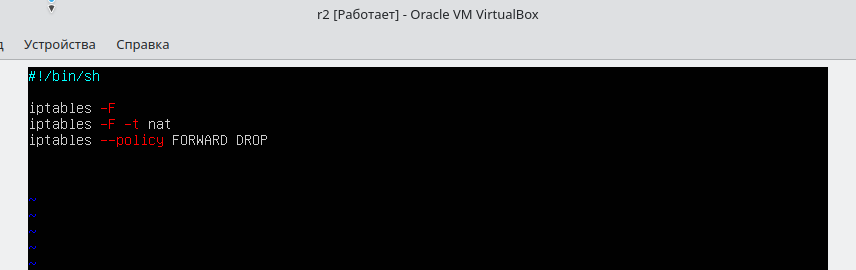 r2 [Работает] - Oracle VM VirtualBox
д Устройства Справка
#!/bin/sh
iptables -F
iptables -F -t nat
iptables --policy FORWARD DROP
~
~
~
~
~